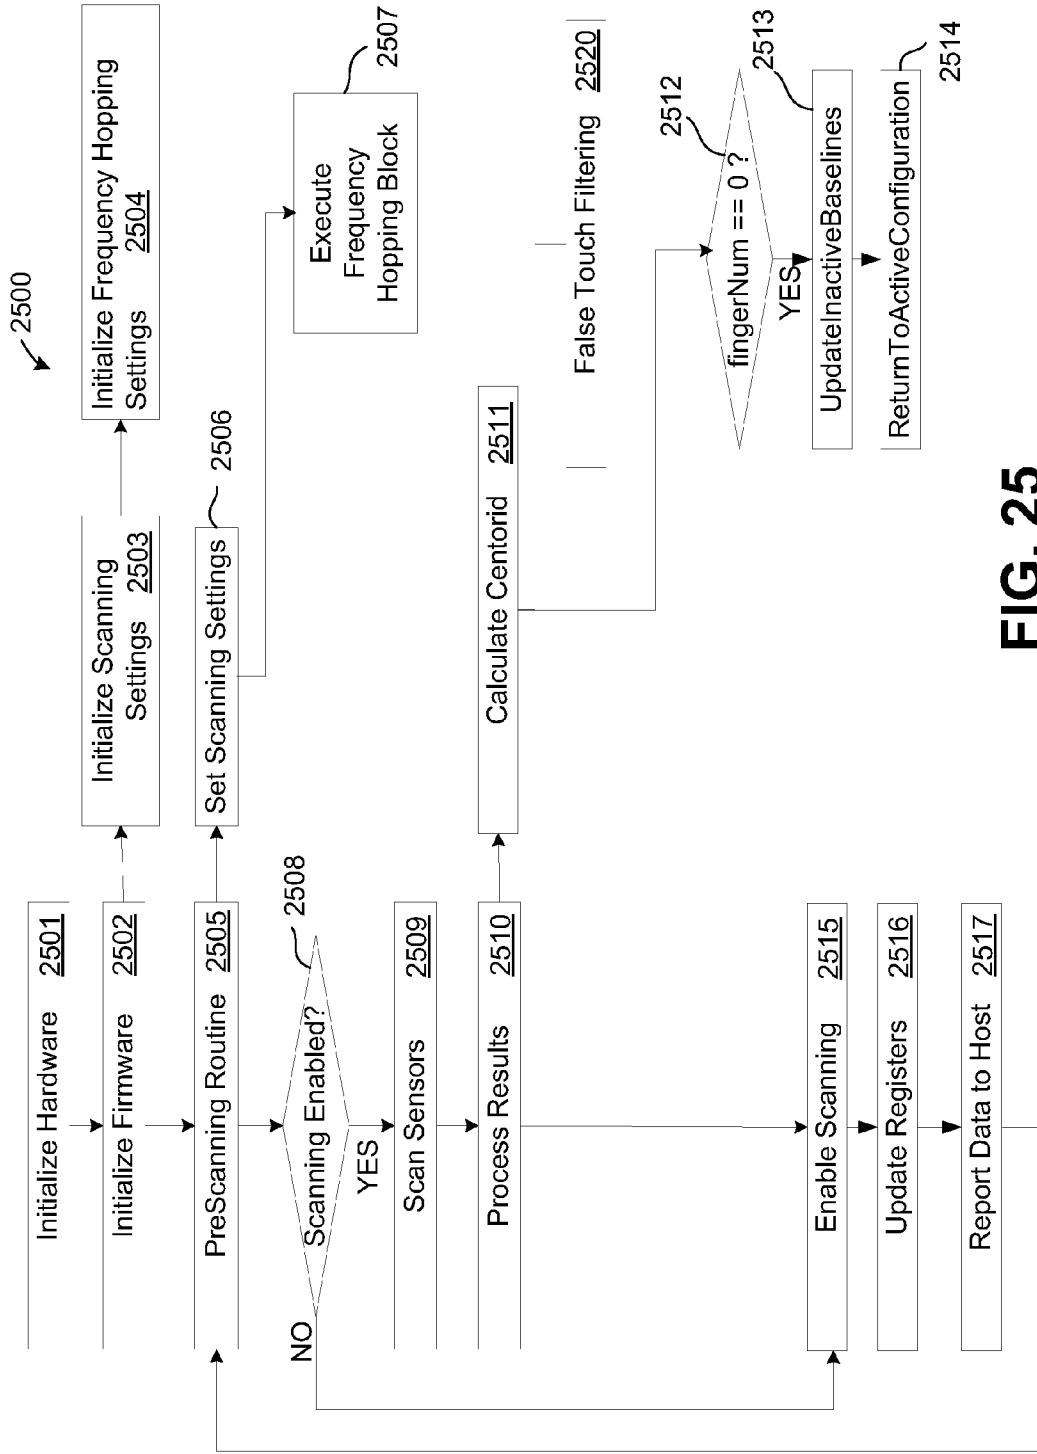 2500
Initialize Hardware 2501
Initialize Firmware 2502
Initialize Scanning
Settings 2503
Initialize Frequency Hopping
Settings 2504
PreScanning Routine 2505
Set Scanning Settings
2506
Execute
Frequency
Hopping Block
2507
Scanning Enabled?
2508
NO
YES
Scan Sensors 2509
Process Results 2510
Calculate Centorid 2511
False Touch Filtering 2520
fingerNum == 0 ?
2512
YES
UpdateInactiveBaselines
2513
ReturnToActiveConfiguration
2514
Enable Scanning 2515
Update Registers 2516
Report Data to Host 2517
FIG. 25